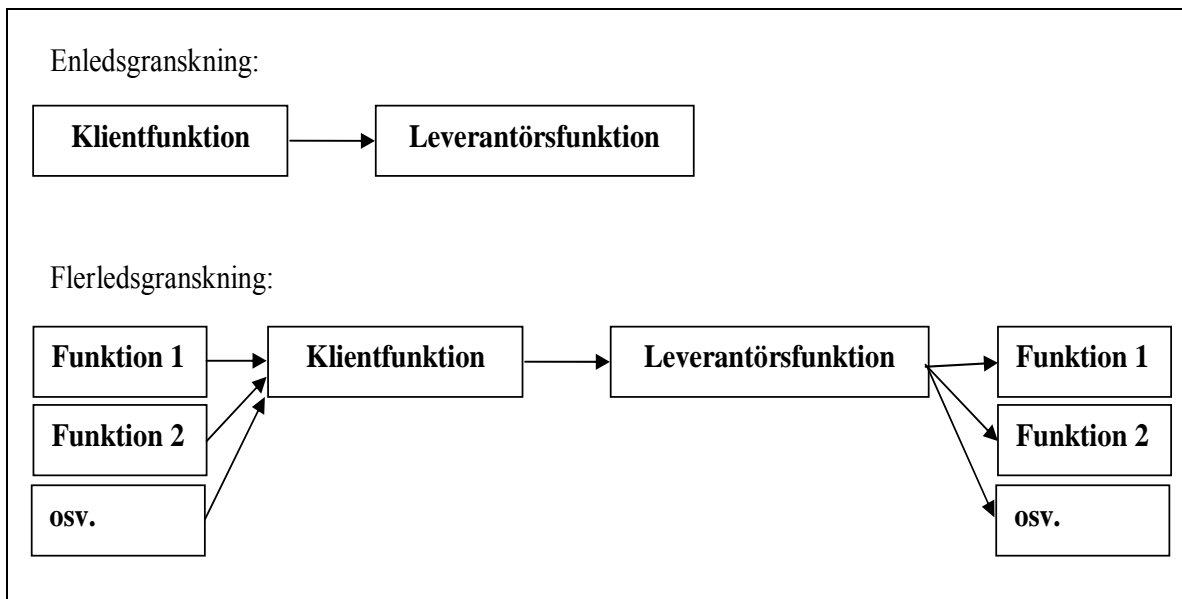 Enledsgranskning:
Klientfunktion Leverantörsfunktion
Flerledsgranskning:
Funktion 1 Klientfunktion Leverantörsfunktion Funktion 1
Funktion 2 Funktion 2
osv. osv.